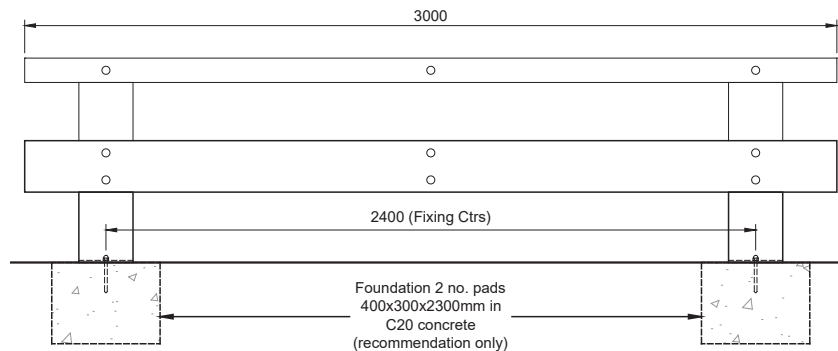 3000
2400 (Fixing Ctrs)
Foundation 2 no. pads
400x300x2300mm in
C20 concrete
(recommendation only)